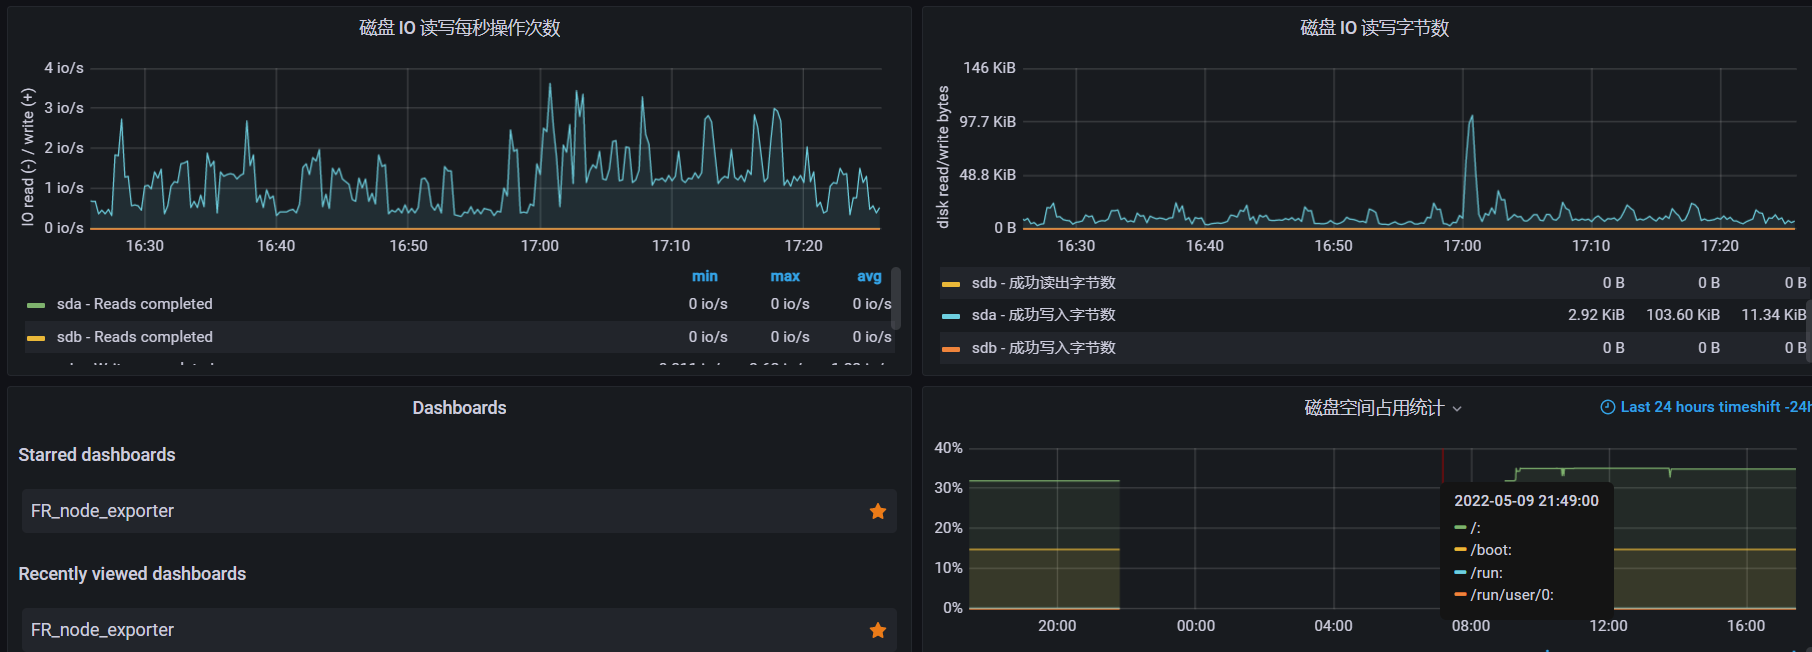 磁盘 IO 读写每秒操作次数
IO read (-) / write (+)
4 io/s
3 io/s
2 io/s
1 io/s
0 io/s
16:30 16:40 16:50 17:00 17:10 17:20
min max avg
sda - Reads completed 0 io/s 0 io/s 0 io/s
sdb - Reads completed 0 io/s 0 io/s 0 io/s
磁盘 IO 读写字节数
disk read/write bytes
146 KiB
97.7 KiB
48.8 KiB
0 B
16:30 16:40 16:50 17:00 17:10 17:20
sdb - 成功读出字节数 0 B 0 B 0 B
sda - 成功写入字节数 2.92 KiB 103.60 KiB 11.34 KiB
sdb - 成功写入字节数 0 B 0 B 0 B
Dashboards
Starred dashboards
FR_node_exporter
Recently viewed dashboards
FR_node_exporter
磁盘空间占用统计
Last 24 hours timeshift -24h
40%
30%
20%
10%
0%
20:00 00:00 04:00 08:00 12:00 16:00
2022-05-09 21:49:00
/:
/boot:
/run:
/run/user/0: